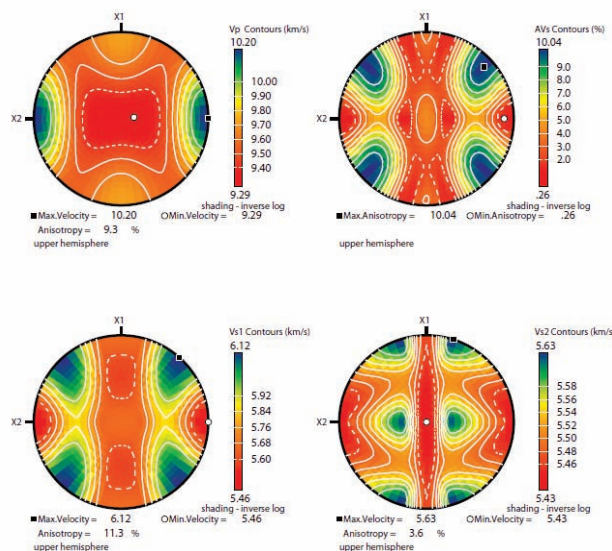 X1
X2
Vp Contours (km/s)
10.20
10.00
9.90
9.80
9.70
9.60
9.50
9.40
9.29
shading - inverse log
Max.Velocity = 10.20 Min.Velocity = 9.29
Anisotropy = 9.3 %
upper hemisphere
X1
X2
AVs Contours (%)
10.04
9.0
8.0
7.0
6.0
5.0
4.0
3.0
2.0
.26
shading - inverse log
Max.Anisotropy = 10.04 Min.Anisotropy = .26
upper hemisphere
X1
X2
Vs1 Contours (km/s)
6.12
5.92
5.84
5.76
5.68
5.60
5.46
shading - inverse log
Max.Velocity = 6.12 Min.Velocity = 5.46
Anisotropy = 11.3 %
upper hemisphere
X1
X2
Vs2 Contours (km/s)
5.63
5.58
5.56
5.54
5.52
5.50
5.48
5.46
5.43
shading - inverse log
Max.Velocity = 5.63 Min.Velocity = 5.43
Anisotropy = 3.6 %
upper hemisphere